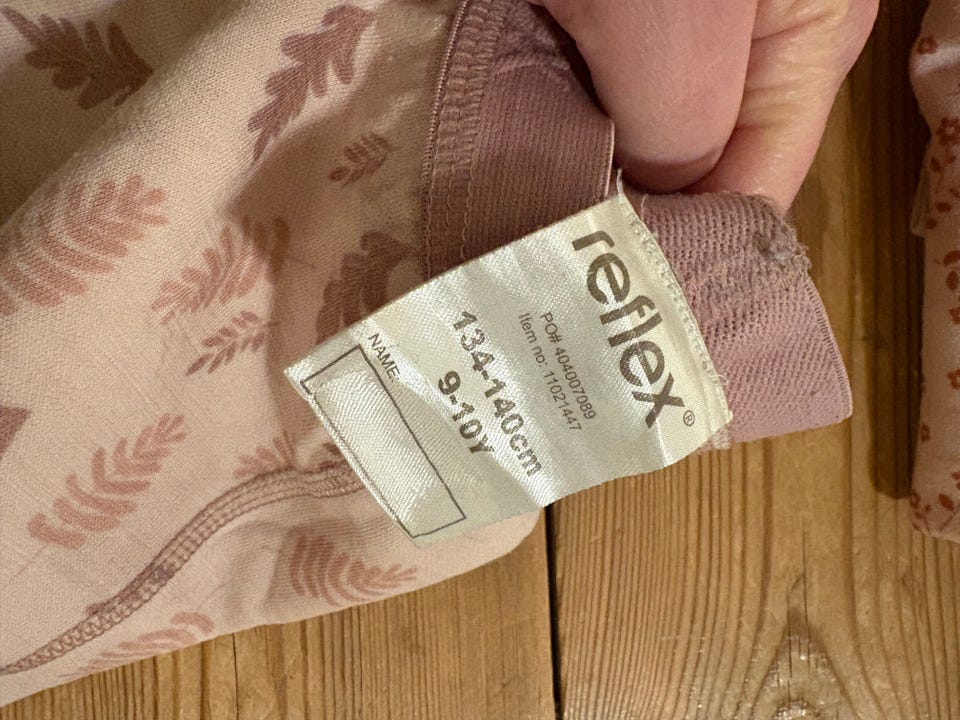 reflex®
PO# 404007089
Item no: 11021447
134-140cm
9-10Y
NAME: